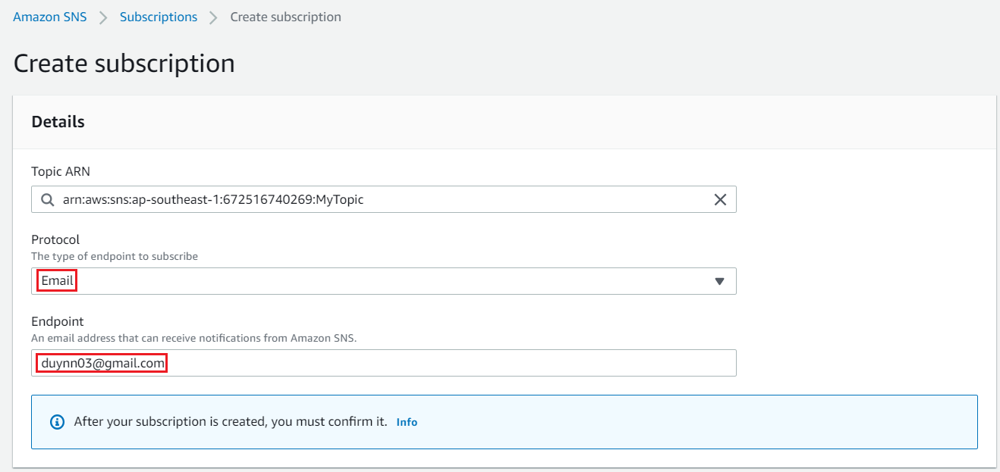 Amazon SNS > Subscriptions > Create subscription
Create subscription
Details
Topic ARN
arn:aws:sns:ap-southeast-1:672516740269:MyTopic
Protocol
The type of endpoint to subscribe
Email
Endpoint
An email address that can receive notifications from Amazon SNS.
duynn03@gmail.com
After your subscription is created, you must confirm it. Info